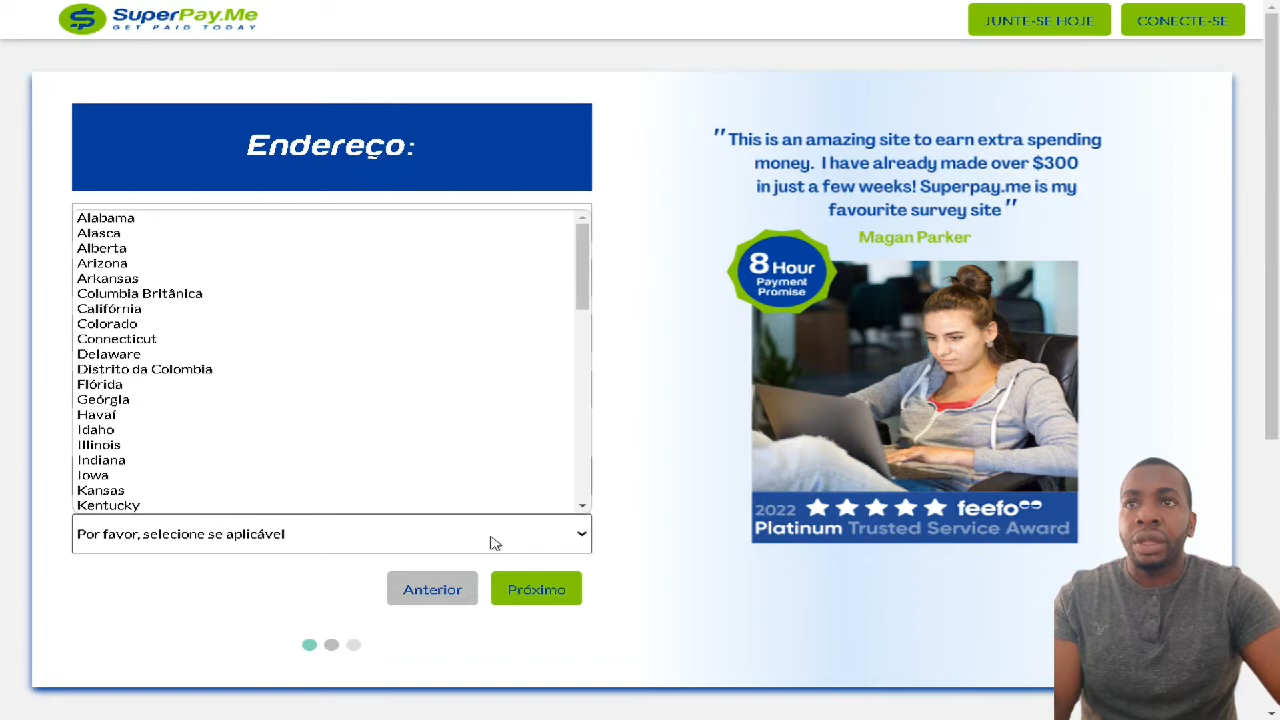 SuperPay.Me
GET PAID TODAY
JUNTE-SE HOJE
CONECTE-SE
Endereço:
Alabama
Alasca
Alberta
Arizona
Arkansas
Columbia Britânica
Califórnia
Colorado
Connecticut
Delaware
Distrito da Colombia
Flórida
Geórgia
Havaí
Idaho
Illinois
Indiana
Iowa
Kansas
Kentucky
Por favor, selecione se aplicável
Anterior
Próximo
"This is an amazing site to earn extra spending
money. I have already made over $300
in just a few weeks! Superpay.me is my
favourite survey site"
Magan Parker
8 Hour
Payment
Promise
2022 feefo
Platinum Trusted Service Award